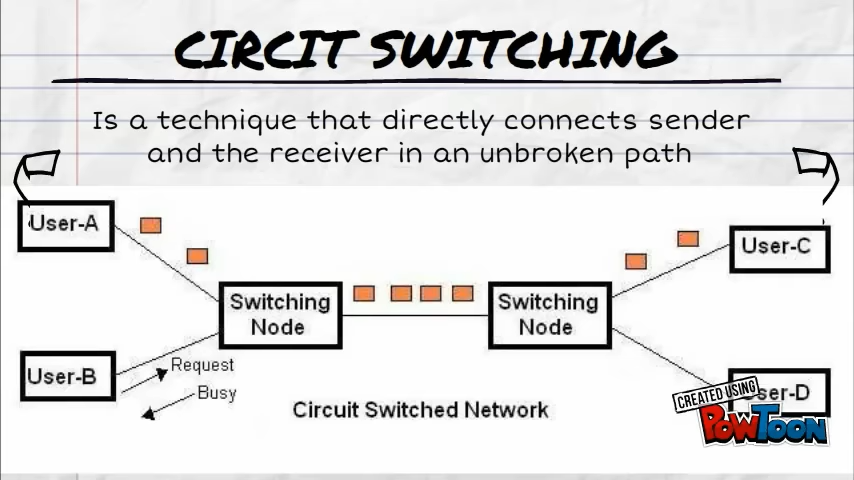 CIRCIT SWITCHING
Is a technique that directly connects sender
and the receiver in an unbroken path
User-A
User-C
Switching
Node
Switching
Node
User-B
Request
Busy
User-D
Circuit Switched Network
CREATED USING
POWTOON